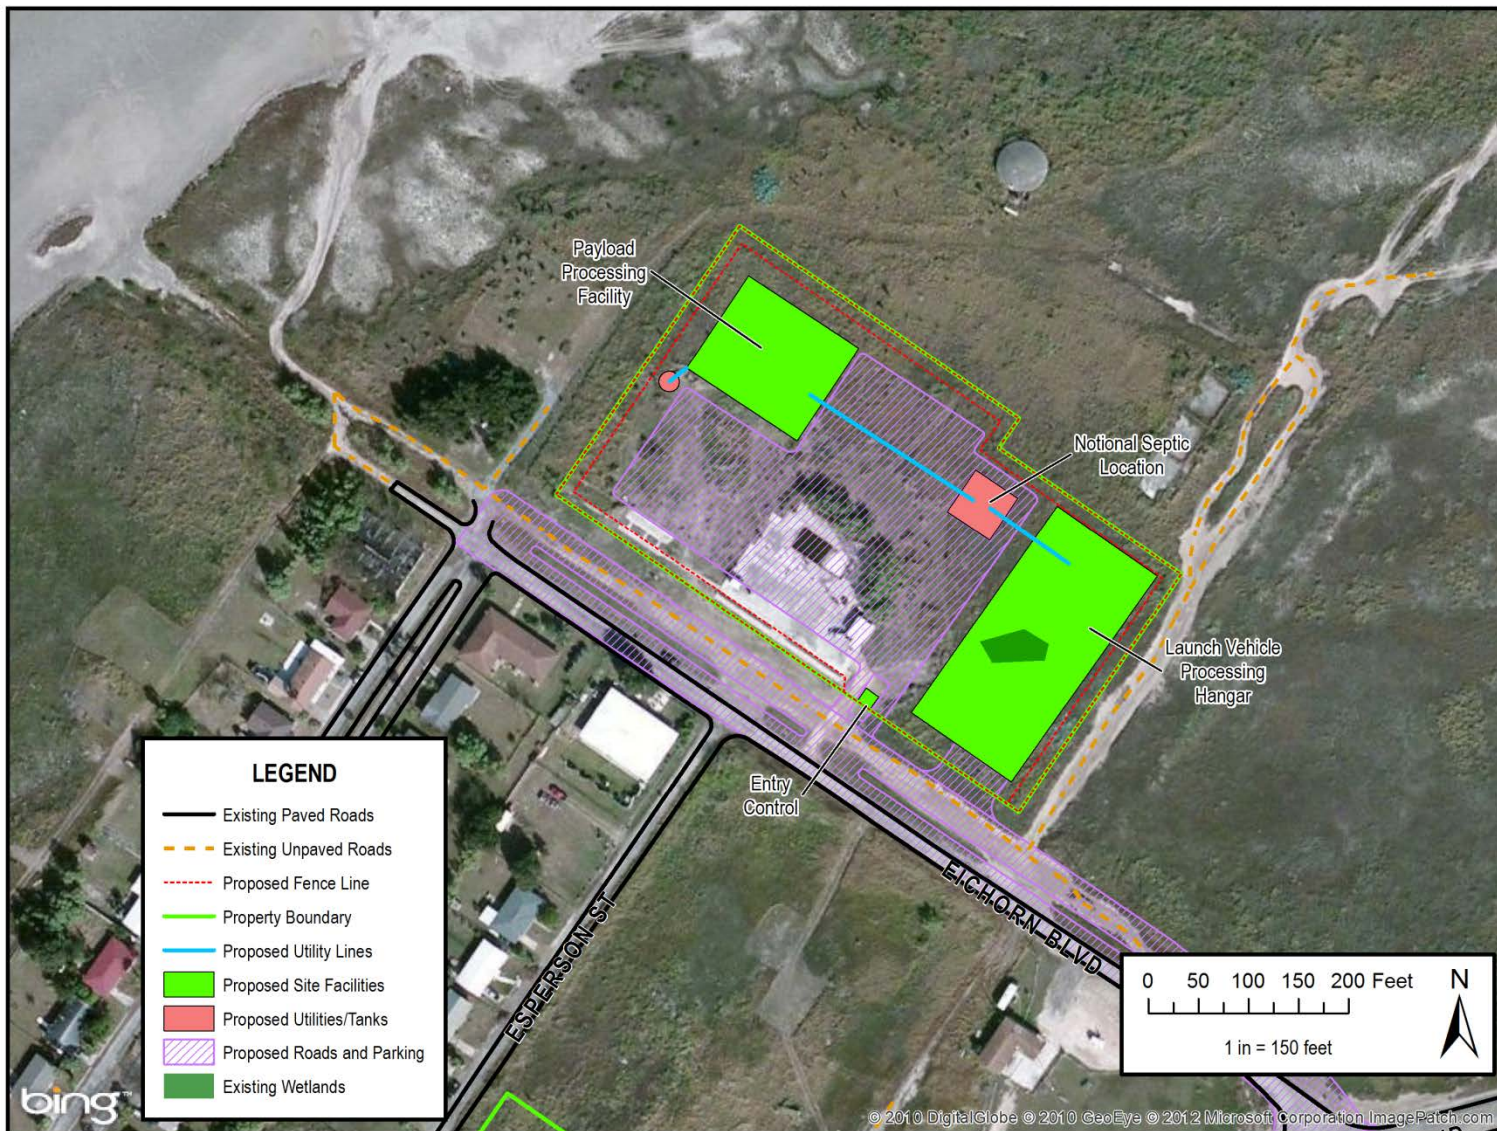 Payload
Processing
Facility
Notional Septic
Location
Launch Vehicle
Processing
Hangar
Entry
Control
EICHORN BLVD
ESPERSON ST
LEGEND
Existing Paved Roads
Existing Unpaved Roads
Proposed Fence Line
Property Boundary
Proposed Utility Lines
Proposed Site Facilities
Proposed Utilities/Tanks
Proposed Roads and Parking
Existing Wetlands
0 50 100 150 200 Feet
N
1 in = 150 feet
bing™
© 2010 DigitalGlobe © 2010 GeoEye © 2012 Microsoft Corporation ImagePatch.com